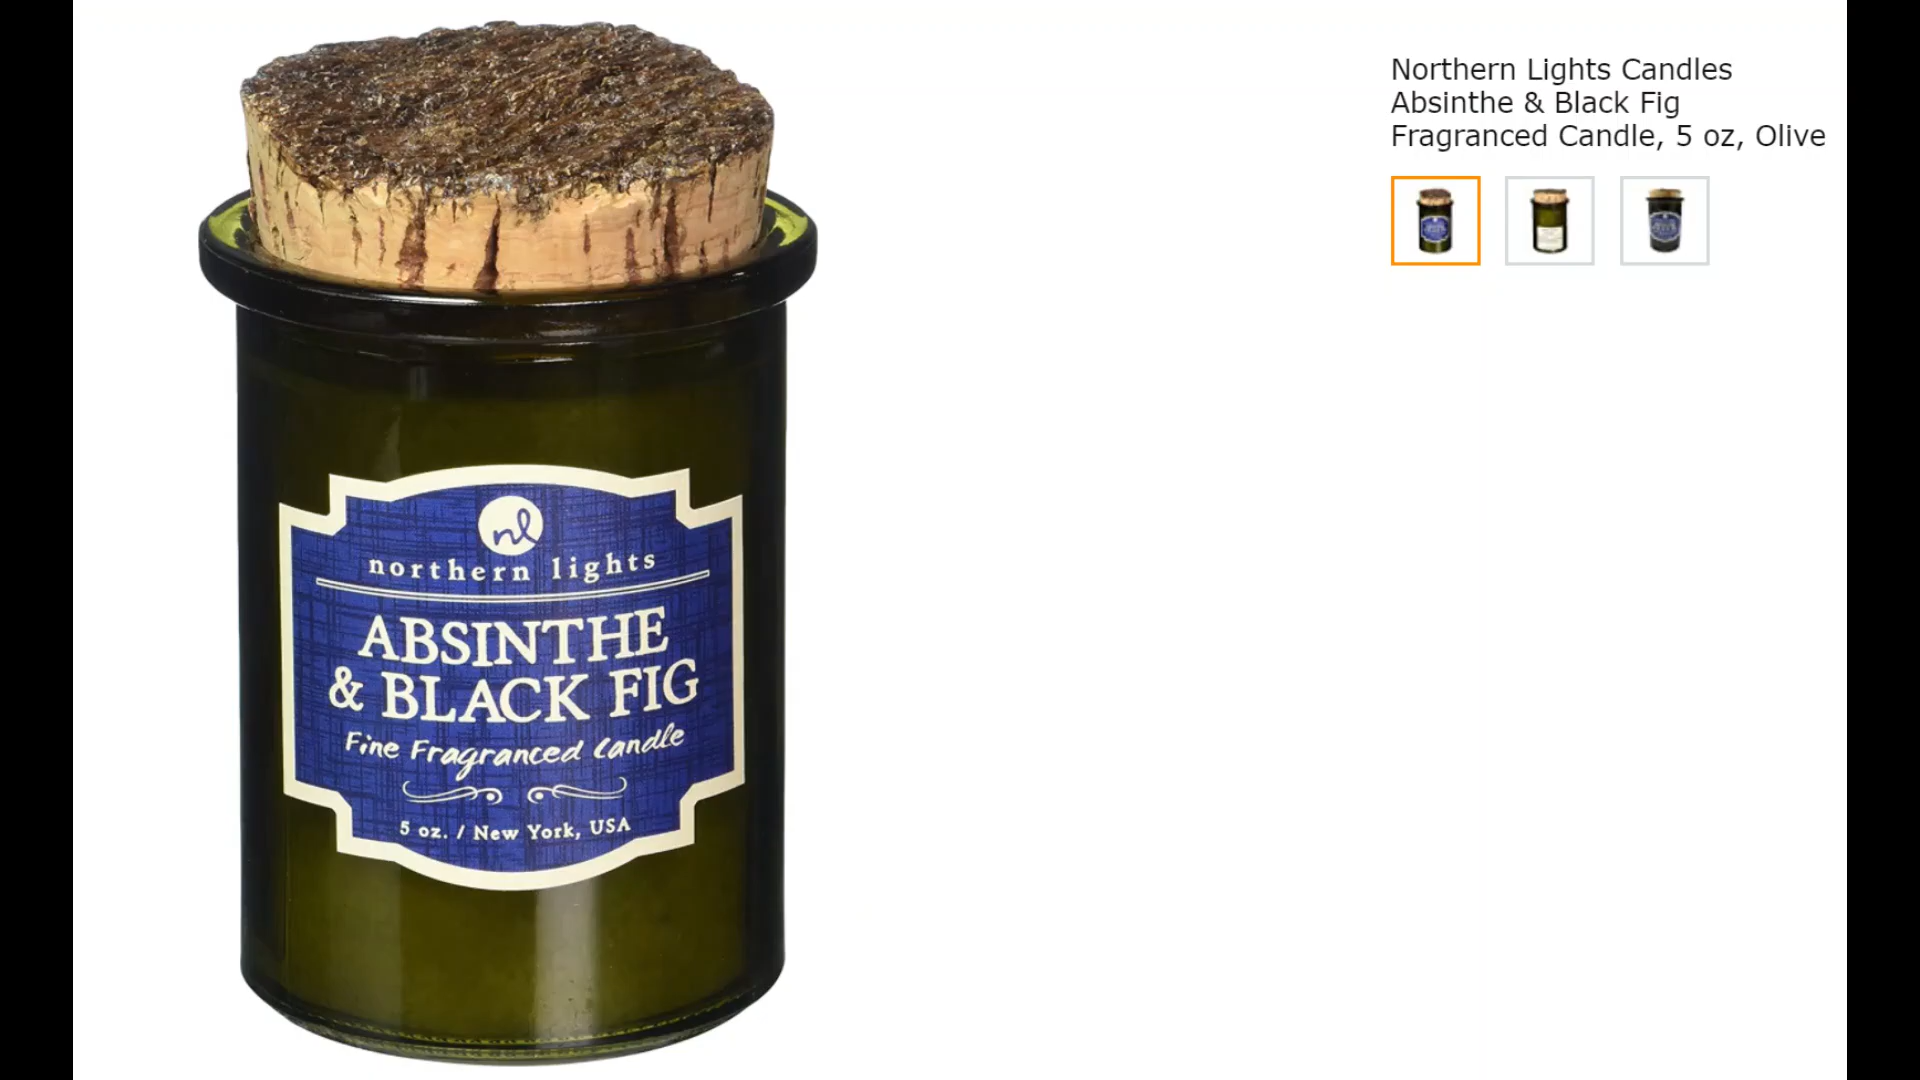 Northern Lights Candles
Absinthe & Black Fig
Fragranced Candle, 5 oz, Olive
nl
northern lights
ABSINTHE
& BLACK FIG
Fine Fragranced Candle
5 oz. / New York, USA